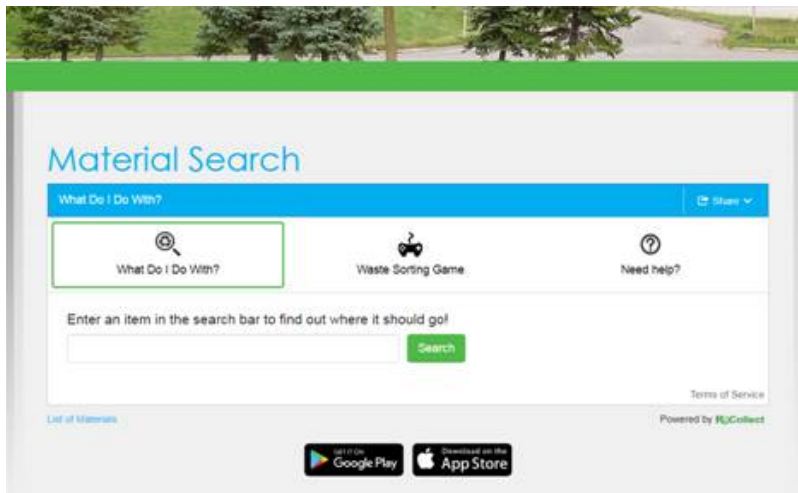 Material Search
What Do I Do With?
Share
What Do I Do With?
Waste Sorting Game
Need help?
Enter an item in the search bar to find out where it should go!
Search
Terms of Service
List of Materials
Powered by ReCollect
GET IT ON
Google Play
Download on the
App Store